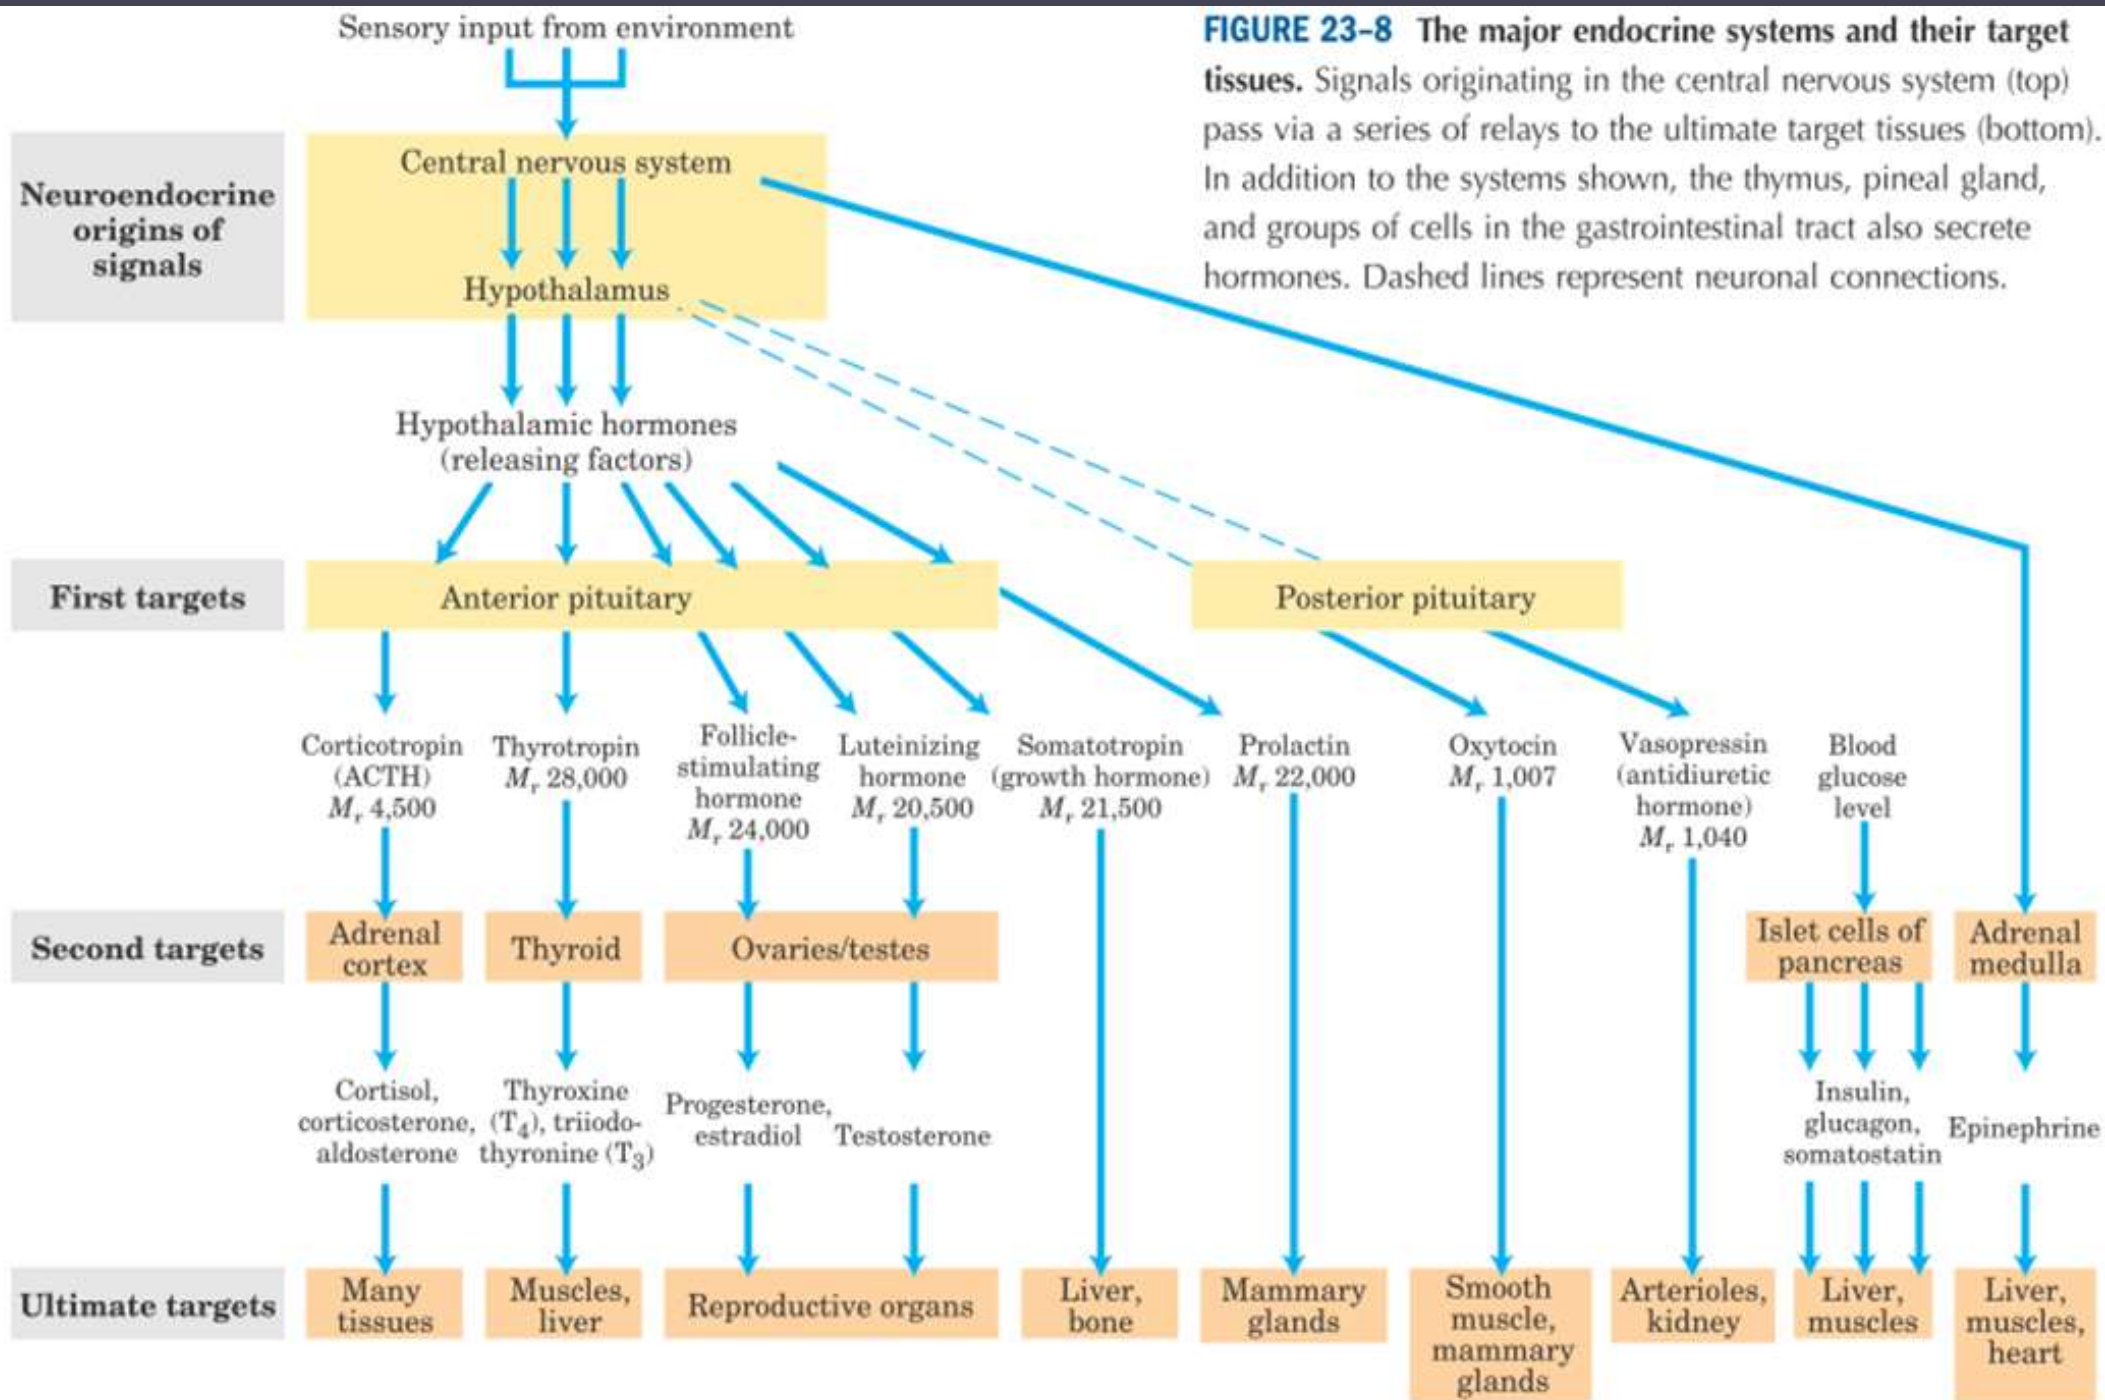 Sensory input from environment
FIGURE 23–8 The major endocrine systems and their target
tissues. Signals originating in the central nervous system (top)
pass via a series of relays to the ultimate target tissues (bottom).
In addition to the systems shown, the thymus, pineal gland,
and groups of cells in the gastrointestinal tract also secrete
hormones. Dashed lines represent neuronal connections.
Neuroendocrine
origins of
signals
Central nervous system
Hypothalamus
Hypothalamic hormones
(releasing factors)
First targets
Anterior pituitary
Posterior pituitary
Corticotropin
(ACTH)
Mr 4,500
Thyrotropin
Mr 28,000
Follicle-
stimulating
hormone
Mr 24,000
Luteinizing
hormone
Mr 20,500
Somatotropin
(growth hormone)
Mr 21,500
Prolactin
Mr 22,000
Oxytocin
Mr 1,007
Vasopressin
(antidiuretic
hormone)
Mr 1,040
Blood
glucose
level
Second targets
Adrenal
cortex
Thyroid
Ovaries/testes
Islet cells of
pancreas
Adrenal
medulla
Cortisol,
corticosterone,
aldosterone
Thyroxine
(T4), triiodo-
thyronine (T3)
Progesterone,
estradiol
Testosterone
Insulin,
glucagon,
somatostatin
Epinephrine
Ultimate targets
Many
tissues
Muscles,
liver
Reproductive organs
Liver,
bone
Mammary
glands
Smooth
muscle,
mammary
glands
Arterioles,
kidney
Liver,
muscles
Liver,
muscles,
heart